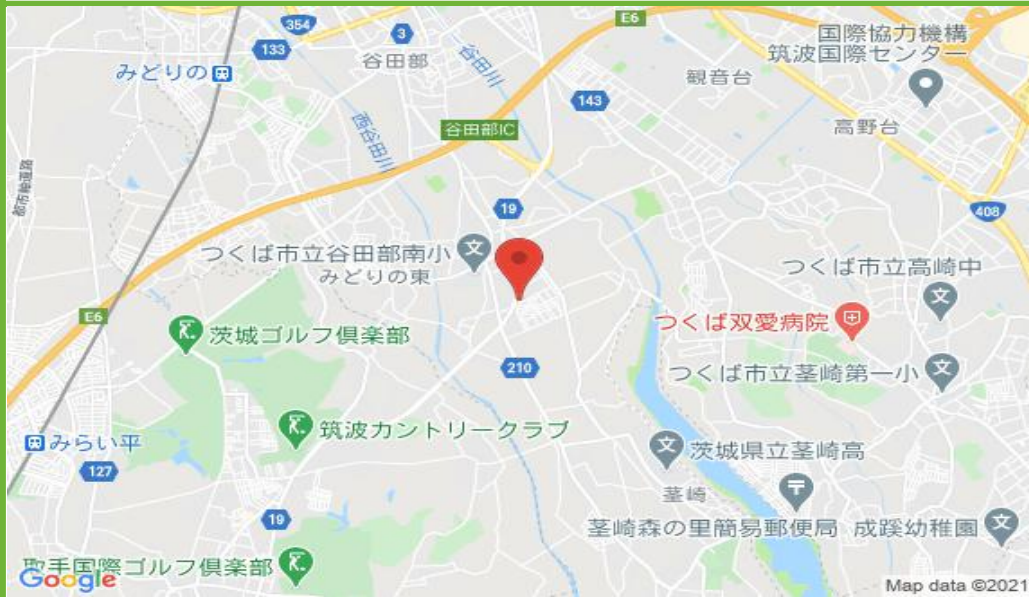 354
E6
国際協力機構
筑波国際センター
133
3
谷田部
谷田川
みどりの
観音台
143
西谷田川
谷田部IC
高野台
都市軸道路
19
408
つくば市立谷田部南小
みどりの東
つくば市立高崎中
E6
つくば双愛病院
茨城ゴルフ倶楽部
210
つくば市立茎崎第一小
筑波カントリークラブ
みらい平
127
茨城県立茎崎高
茎崎
19
茎崎森の里簡易郵便局
成蹊幼稚園
取手国際ゴルフ倶楽部
Google
Map data ©2021